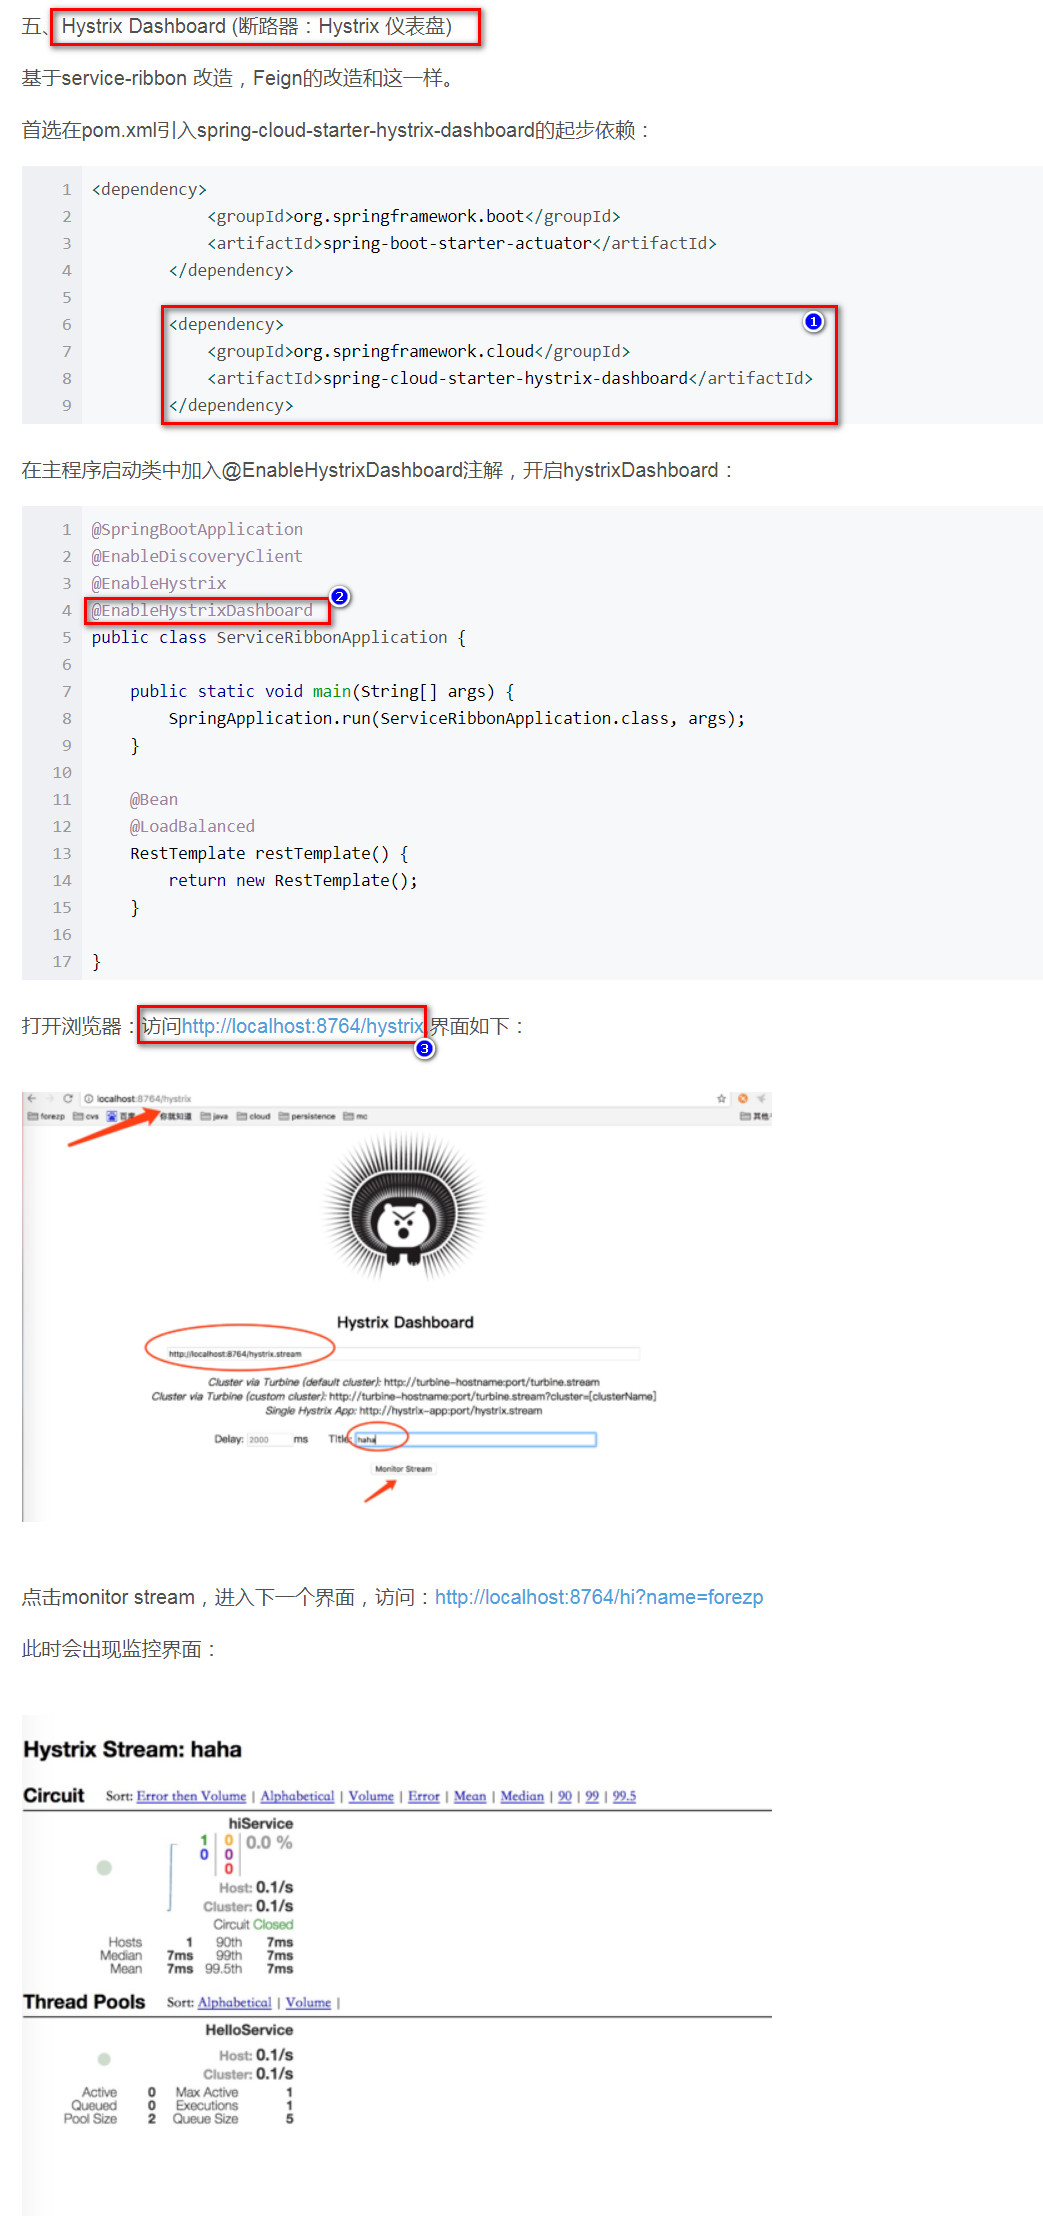 五、Hystrix Dashboard (断路器：Hystrix 仪表盘)
基于service-ribbon 改造，Feign的改造和这一样。
首选在pom.xml引入spring-cloud-starter-hystrix-dashboard的起步依赖：
1 <dependency>
2 <groupId>org.springframework.boot</groupId>
3 <artifactId>spring-boot-starter-actuator</artifactId>
4 </dependency>
5
6 <dependency>
1
7 <groupId>org.springframework.cloud</groupId>
8 <artifactId>spring-cloud-starter-hystrix-dashboard</artifactId>
9 </dependency>
在主程序启动类中加入@EnableHystrixDashboard注解，开启hystrixDashboard：
1 @SpringBootApplication
2 @EnableDiscoveryClient
3 @EnableHystrix
2
4 @EnableHystrixDashboard
5 public class ServiceRibbonApplication {
6
7 public static void main(String[] args) {
8 SpringApplication.run(ServiceRibbonApplication.class, args);
9 }
10
11 @Bean
12 @LoadBalanced
13 RestTemplate restTemplate() {
14 return new RestTemplate();
15 }
16
17 }
打开浏览器：访问http://localhost:8764/hystrix,界面如下：
3
localhost:8764/hystrix
forezp cvs 百度 你就知道 java cloud persistence mc 其他
Hystrix Dashboard
http://localhost:8764/hystrix.stream
Cluster via Turbine (default cluster): http://turbine-hostname:port/turbine.stream
Cluster via Turbine (custom cluster): http://turbine-hostname:port/turbine.stream?cluster=[clusterName]
Single Hystrix App: http://hystrix-app:port/hystrix.stream
Delay: 2000 ms Title: haha
Monitor Stream
点击monitor stream，进入下一个界面，访问：http://localhost:8764/hi?name=forezp
此时会出现监控界面：
Hystrix Stream: haha
Circuit Sort: Error then Volume | Alphabetical | Volume | Error | Mean | Median | 90 | 99 | 99.5
hiService
1 0 0.0 %
0 0
0
Host: 0.1/s
Cluster: 0.1/s
Circuit Closed
Hosts 1 90th 7ms
Median 7ms 99th 7ms
Mean 7ms 99.5th 7ms
Thread Pools Sort: Alphabetical | Volume |
HelloService
Host: 0.1/s
Cluster: 0.1/s
Active 0 Max Active 1
Queued 0 Executions 1
Pool Size 2 Queue Size 5